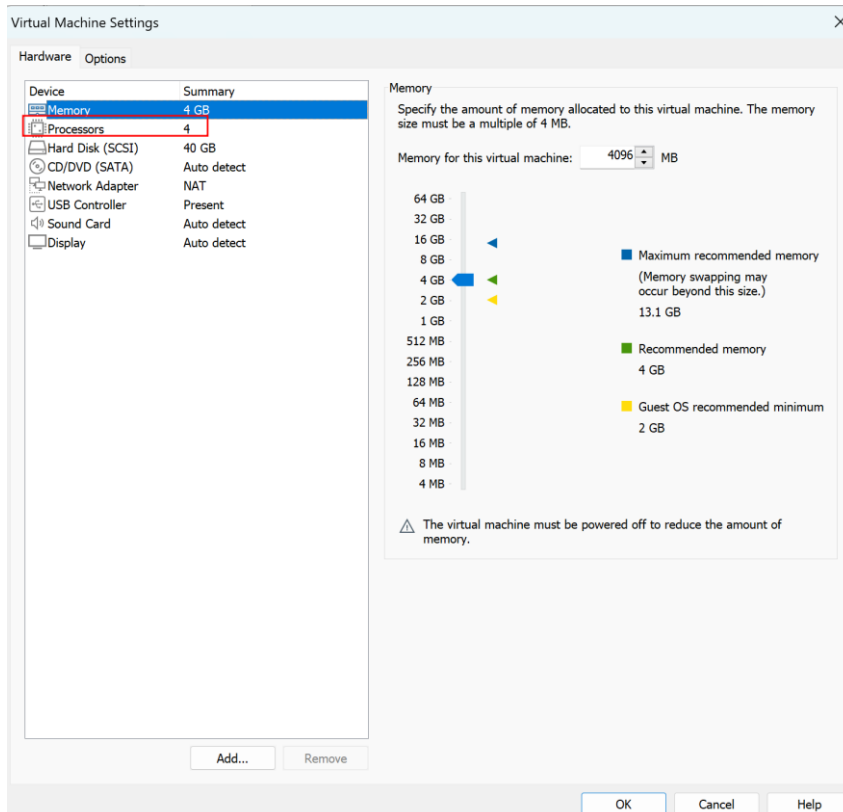 Virtual Machine Settings
Hardware Options
Device Summary
Memory 4 GB
Processors 4
Hard Disk (SCSI) 40 GB
CD/DVD (SATA) Auto detect
Network Adapter NAT
USB Controller Present
Sound Card Auto detect
Display Auto detect
Add... Remove
Memory
Specify the amount of memory allocated to this virtual machine. The memory
size must be a multiple of 4 MB.
Memory for this virtual machine: 4096 MB
64 GB
32 GB
16 GB
8 GB
4 GB
2 GB
1 GB
512 MB
256 MB
128 MB
64 MB
32 MB
16 MB
8 MB
4 MB
Maximum recommended memory
(Memory swapping may
occur beyond this size.)
13.1 GB
Recommended memory
4 GB
Guest OS recommended minimum
2 GB
The virtual machine must be powered off to reduce the amount of
memory.
OK Cancel Help